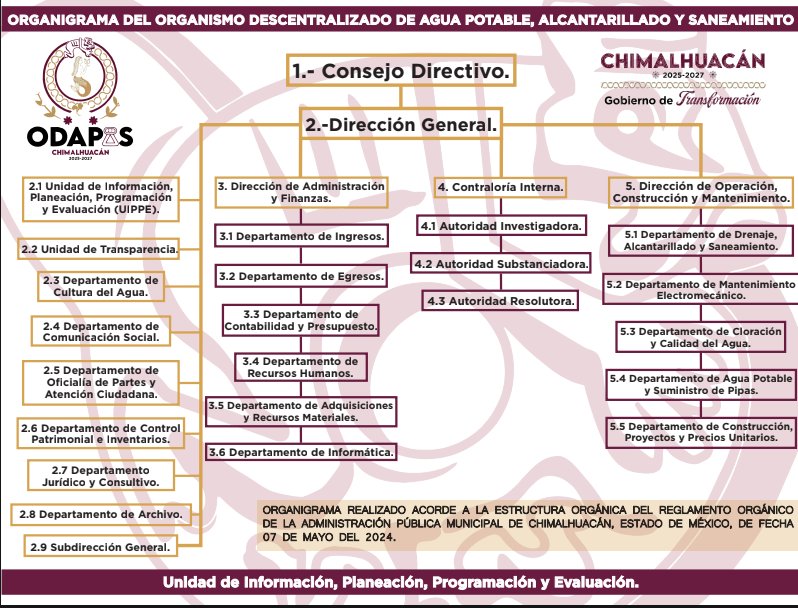 ORGANIGRAMA DEL ORGANISMO DESCENTRALIZADO DE AGUA POTABLE, ALCANTARILLADO Y SANEAMIENTO
ODAPAS
CHIMALHUACÁN
2025-2027
CHIMALHUACÁN
2025-2027
Gobierno de Transformación
1.- Consejo Directivo.
2.-Dirección General.
2.1 Unidad de Información,
Planeación, Programación
y Evaluación (UIPPE).
2.2 Unidad de Transparencia.
2.3 Departamento de
Cultura del Agua.
2.4 Departamento de
Comunicación Social.
2.5 Departamento de
Oficialía de Partes y
Atención Ciudadana.
2.6 Departamento de Control
Patrimonial e Inventarios.
2.7 Departamento
Jurídico y Consultivo.
2.8 Departamento de Archivo.
2.9 Subdirección General.
3. Dirección de Administración
y Finanzas.
3.1 Departamento de Ingresos.
3.2 Departamento de Egresos.
3.3 Departamento de
Contabilidad y Presupuesto.
3.4 Departamento de
Recursos Humanos.
3.5 Departamento de Adquisiciones
y Recursos Materiales.
3.6 Departamento de Informática.
4. Contraloría Interna.
4.1 Autoridad Investigadora.
4.2 Autoridad Substanciadora.
4.3 Autoridad Resolutora.
5. Dirección de Operación,
Construcción y Mantenimiento.
5.1 Departamento de Drenaje,
Alcantarillado y Saneamiento.
5.2 Departamento de Mantenimiento
Electromecánico.
5.3 Departamento de Cloración
y Calidad del Agua.
5.4 Departamento de Agua Potable
y Suministro de Pipas.
5.5 Departamento de Construcción,
Proyectos y Precios Unitarios.
ORGANIGRAMA REALIZADO ACORDE A LA ESTRUCTURA ORGÁNICA DEL REGLAMENTO ORGÁNICO
DE LA ADMINISTRACIÓN PÚBLICA MUNICIPAL DE CHIMALHUACÁN, ESTADO DE MÉXICO, DE FECHA
07 DE MAYO DEL 2024.
Unidad de Información, Planeación, Programación y Evaluación.